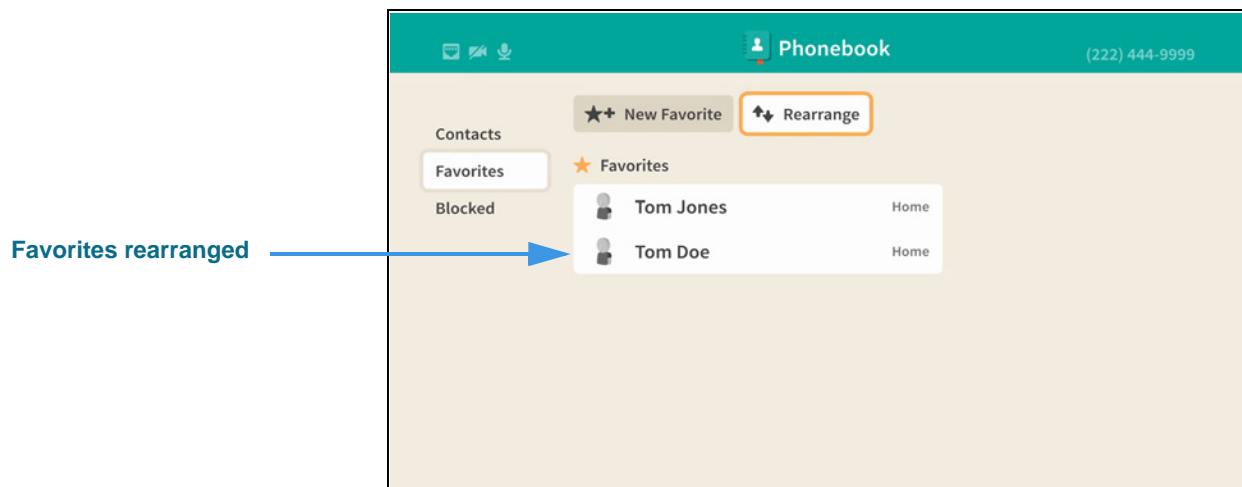 Phonebook
(222) 444-9999
New Favorite
Rearrange
Contacts
Favorites
Blocked
Favorites
Tom Jones Home
Tom Doe Home
Favorites rearranged